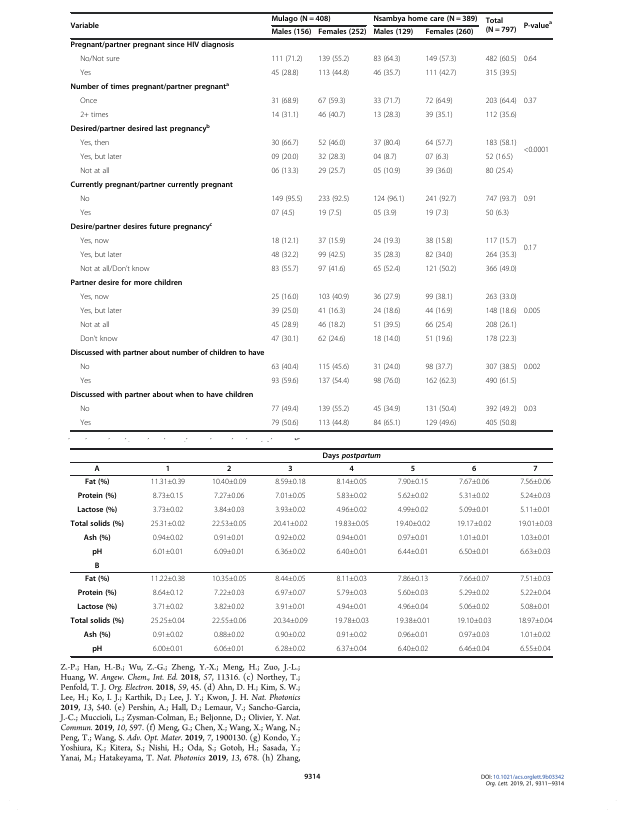 Variable Mulago (N = 408) Nsambya home care (N = 389) Total (N = 797) P-valueᵃ
Males (156) Females (252) Males (129) Females (260)
Pregnant/partner pregnant since HIV diagnosis
No/Not sure 111 (71.2) 139 (55.2) 83 (64.3) 149 (57.3) 482 (60.5) 0.64
Yes 45 (28.8) 113 (44.8) 46 (35.7) 111 (42.7) 315 (39.5)
Number of times pregnant/partner pregnantᵃ
Once 31 (68.9) 67 (59.3) 33 (71.7) 72 (64.9) 203 (64.4) 0.37
2+ times 14 (31.1) 46 (40.7) 13 (28.3) 39 (35.1) 112 (35.6)
Desired/partner desired last pregnancyᵇ
Yes, then 30 (66.7) 52 (46.0) 37 (80.4) 64 (57.7) 183 (58.1) <0.0001
Yes, but later 09 (20.0) 32 (28.3) 04 (8.7) 07 (6.3) 52 (16.5)
Not at all 06 (13.3) 29 (25.7) 05 (10.9) 39 (36.0) 80 (25.4)
Currently pregnant/partner currently pregnant
No 149 (95.5) 233 (92.5) 124 (96.1) 241 (92.7) 747 (93.7) 0.91
Yes 07 (4.5) 19 (7.5) 05 (3.9) 19 (7.3) 50 (6.3)
Desire/partner desires future pregnancyᶜ
Yes, now 18 (12.1) 37 (15.9) 24 (19.3) 38 (15.8) 117 (15.7) 0.17
Yes, but later 48 (32.2) 99 (42.5) 35 (28.3) 82 (34.0) 264 (35.3)
Not at all/Don't know 83 (55.7) 97 (41.6) 65 (52.4) 121 (50.2) 366 (49.0)
Partner desire for more children
Yes, now 25 (16.0) 103 (40.9) 36 (27.9) 99 (38.1) 263 (33.0)
Yes, but later 39 (25.0) 41 (16.3) 24 (18.6) 44 (16.9) 148 (18.6) 0.005
Not at all 45 (28.9) 46 (18.2) 51 (39.5) 66 (25.4) 208 (26.1)
Don't know 47 (30.1) 62 (24.6) 18 (14.0) 51 (19.6) 178 (22.3)
Discussed with partner about number of children to have
No 63 (40.4) 115 (45.6) 31 (24.0) 98 (37.7) 307 (38.5) 0.002
Yes 93 (59.6) 137 (54.4) 98 (76.0) 162 (62.3) 490 (61.5)
Discussed with partner about when to have children
No 77 (49.4) 139 (55.2) 45 (34.9) 131 (50.4) 392 (49.2) 0.03
Yes 79 (50.6) 113 (44.8) 84 (65.1) 129 (49.6) 405 (50.8)
Days postpartum
A 1 2 3 4 5 6 7
Fat (%) 11.31±0.39 10.40±0.09 8.59±0.18 8.14±0.05 7.90±0.15 7.67±0.06 7.56±0.06
Protein (%) 8.73±0.15 7.27±0.06 7.01±0.05 5.83±0.02 5.62±0.02 5.31±0.02 5.24±0.03
Lactose (%) 3.73±0.02 3.84±0.03 3.93±0.02 4.96±0.02 4.99±0.02 5.09±0.01 5.11±0.01
Total solids (%) 25.31±0.02 22.53±0.05 20.41±0.02 19.83±0.05 19.40±0.02 19.17±0.02 19.01±0.03
Ash (%) 0.94±0.02 0.91±0.01 0.92±0.02 0.94±0.01 0.97±0.01 1.01±0.01 1.03±0.01
pH 6.01±0.01 6.09±0.01 6.36±0.02 6.40±0.01 6.44±0.01 6.50±0.01 6.63±0.03
B
Fat (%) 11.22±0.38 10.35±0.05 8.44±0.05 8.11±0.03 7.86±0.13 7.66±0.07 7.51±0.03
Protein (%) 8.64±0.12 7.22±0.03 6.97±0.07 5.79±0.03 5.60±0.03 5.29±0.02 5.22±0.04
Lactose (%) 3.71±0.02 3.82±0.02 3.91±0.01 4.94±0.01 4.96±0.04 5.06±0.02 5.08±0.01
Total solids (%) 25.25±0.04 22.55±0.06 20.34±0.09 19.78±0.03 19.38±0.01 19.10±0.03 18.97±0.04
Ash (%) 0.91±0.02 0.88±0.02 0.90±0.02 0.91±0.02 0.96±0.01 0.97±0.03 1.01±0.02
pH 6.00±0.01 6.06±0.01 6.28±0.02 6.37±0.04 6.40±0.02 6.46±0.04 6.55±0.04
Z.-P.; Han, H.-B.; Wu, Z.-G.; Zheng, Y.-X.; Meng, H.; Zuo, J.-L.;
Huang, W. Angew. Chem., Int. Ed. 2018, 57, 11316. (c) Northey, T.;
Penfold, T. J. Org. Electron. 2018, 59, 45. (d) Ahn, D. H.; Kim, S. W.;
Lee, H.; Ko, I. J.; Karthik, D.; Lee, J. Y.; Kwon, J. H. Nat. Photonics
2019, 13, 540. (e) Pershin, A.; Hall, D.; Lemaur, V.; Sancho-Garcia,
J.-C.; Muccioli, L.; Zysman-Colman, E.; Beljonne, D.; Olivier, Y. Nat.
Commun. 2019, 10, 597. (f) Meng, G.; Chen, X.; Wang, X.; Wang, N.;
Peng, T.; Wang, S. Adv. Opt. Mater. 2019, 7, 1900130. (g) Kondo, Y.;
Yoshiura, K.; Kitera, S.; Nishi, H.; Oda, S.; Gotoh, H.; Sasada, Y.;
Yanai, M.; Hatakeyama, T. Nat. Photonics 2019, 13, 678. (h) Zhang,
9314
DOI: 10.1021/acs.orglett.9b03342
Org. Lett. 2019, 21, 9311−9314